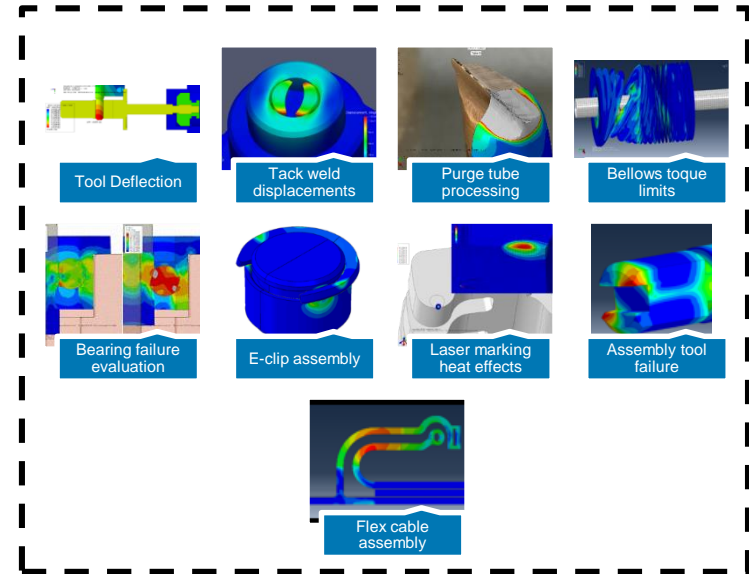 Tool Deflection
Tack weld
displacements
Purge tube
processing
Bellows toque
limits
Bearing failure
evaluation
E-clip assembly
Laser marking
heat effects
Assembly tool
failure
Flex cable
assembly